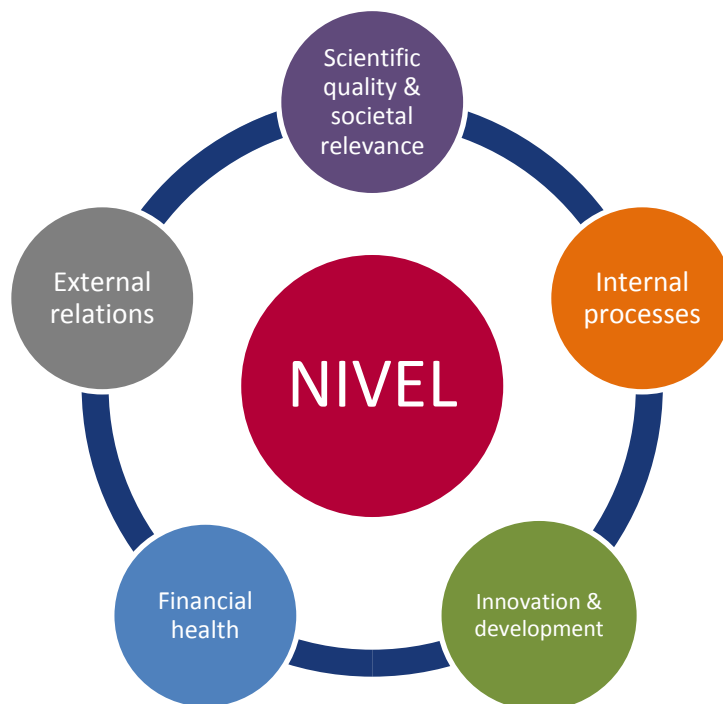 Scientific
quality &
societal
relevance
External
relations
Internal
processes
NIVEL
Financial
health
Innovation &
development